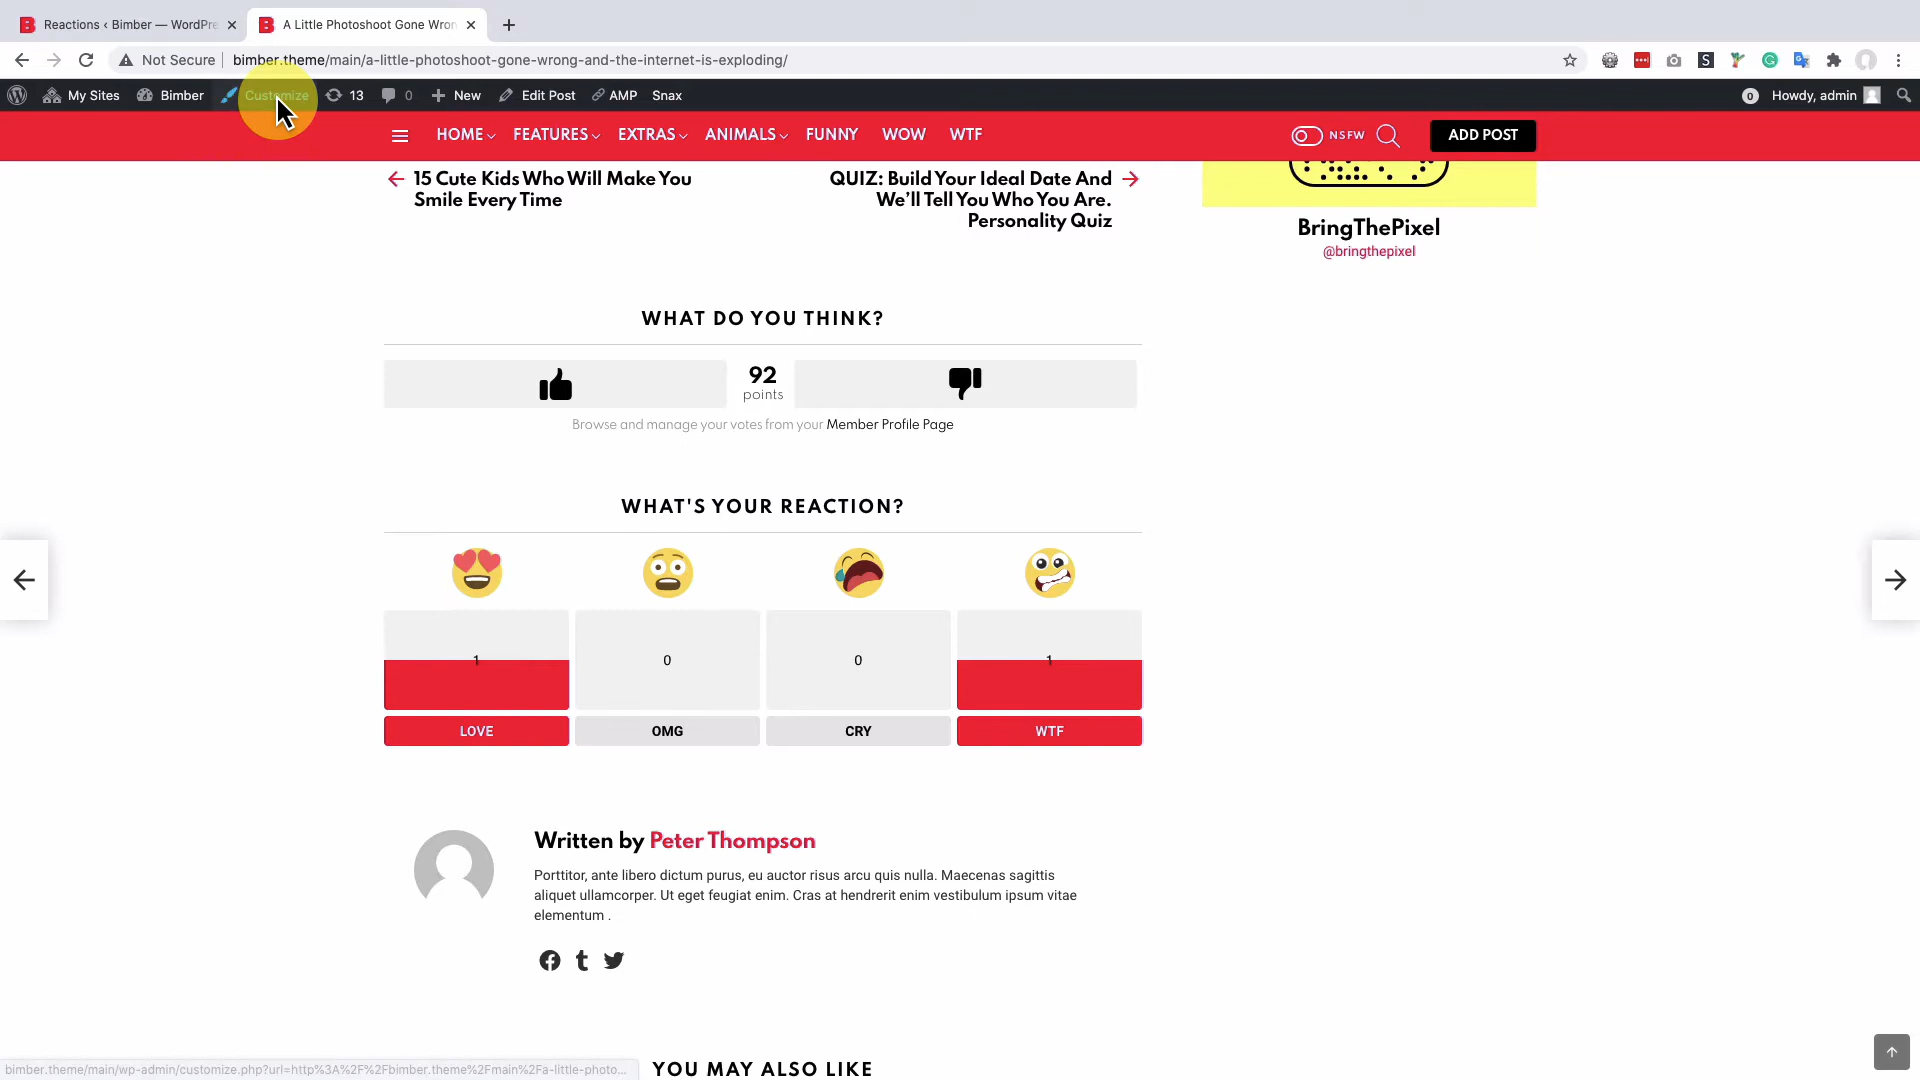 Reactions ‹ Bimber — WordPre
A Little Photoshoot Gone Wron
Not Secure
bimber.theme/main/a-little-photoshoot-gone-wrong-and-the-internet-is-exploding/
My Sites
Bimber
Customize
13
0
New
Edit Post
AMP
Snax
0
Howdy, admin
HOME
FEATURES
EXTRAS
ANIMALS
FUNNY
WOW
WTF
NSFW
ADD POST
15 Cute Kids Who Will Make You
Smile Every Time
QUIZ: Build Your Ideal Date And
We'll Tell You Who You Are.
Personality Quiz
BringThePixel
@bringthepixel
WHAT DO YOU THINK?
92
points
Browse and manage your votes from your Member Profile Page
WHAT'S YOUR REACTION?
1
0
0
1
LOVE
OMG
CRY
WTF
Written by Peter Thompson
Porttitor, ante libero dictum purus, eu auctor risus arcu quis nulla. Maecenas sagittis
aliquet ullamcorper. Ut eget feugiat enim. Cras at hendrerit enim vestibulum ipsum vitae
elementum .
bimber.theme/main/wp-admin/customize.php?url=http%3A%2F%2Fbimber.theme%2Fmain%2Fa-little-photo...
YOU MAY ALSO LIKE